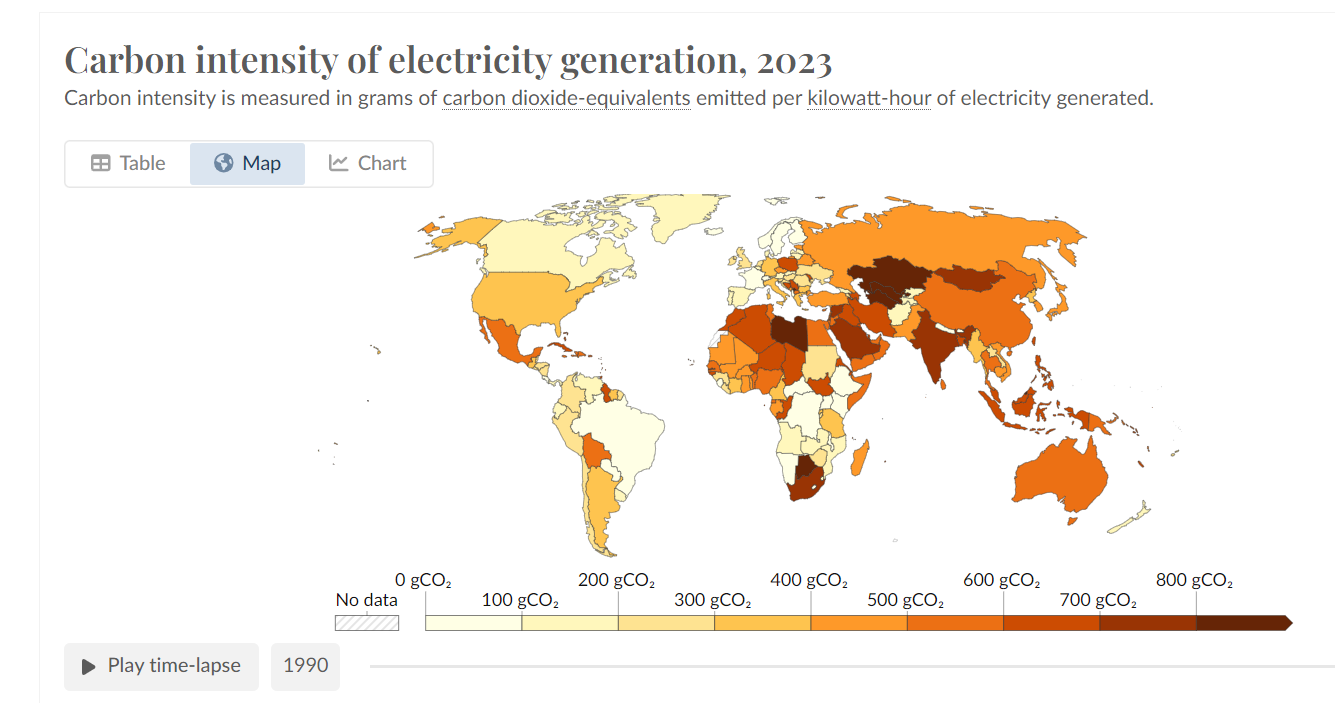 Carbon intensity of electricity generation, 2023
Carbon intensity is measured in grams of carbon dioxide-equivalents emitted per kilowatt-hour of electricity generated.
Table Map Chart
0 gCO₂ 200 gCO₂ 400 gCO₂ 600 gCO₂ 800 gCO₂
No data 100 gCO₂ 300 gCO₂ 500 gCO₂ 700 gCO₂
Play time-lapse 1990